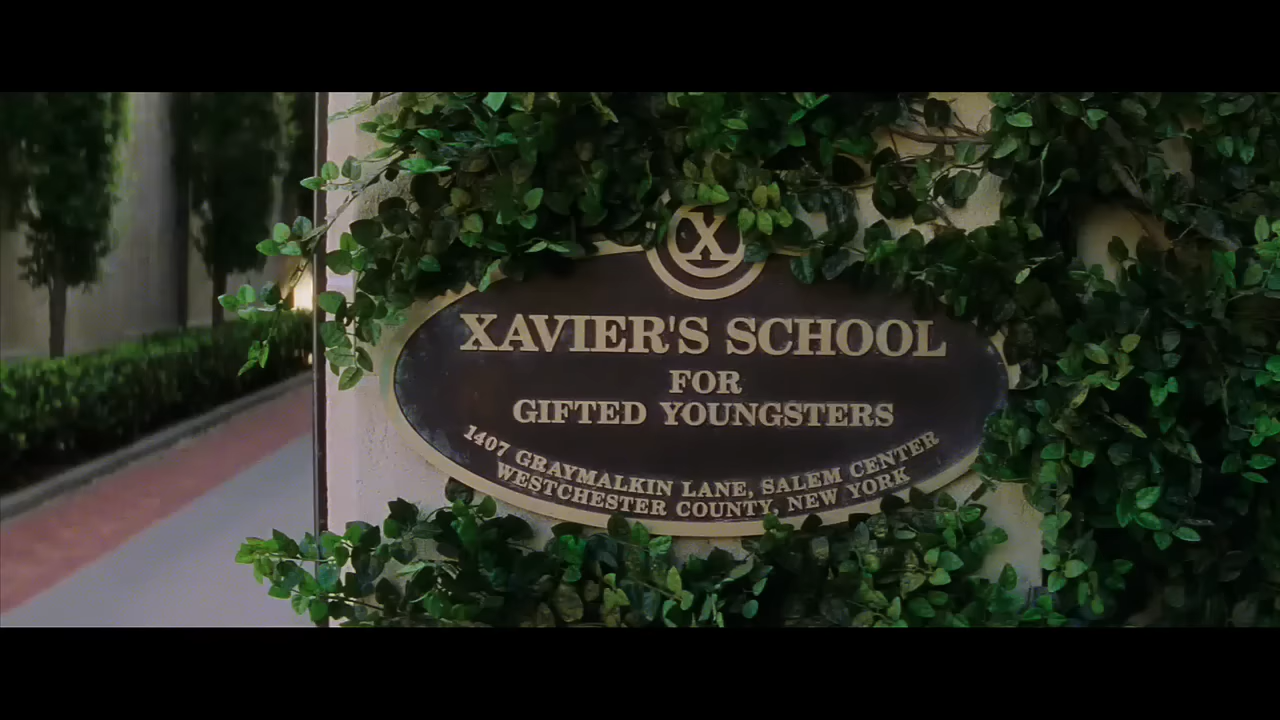 X
XAVIER'S SCHOOL
FOR
GIFTED YOUNGSTERS
1407 GRAYMALKIN LANE, SALEM CENTER
WESTCHESTER COUNTY, NEW YORK